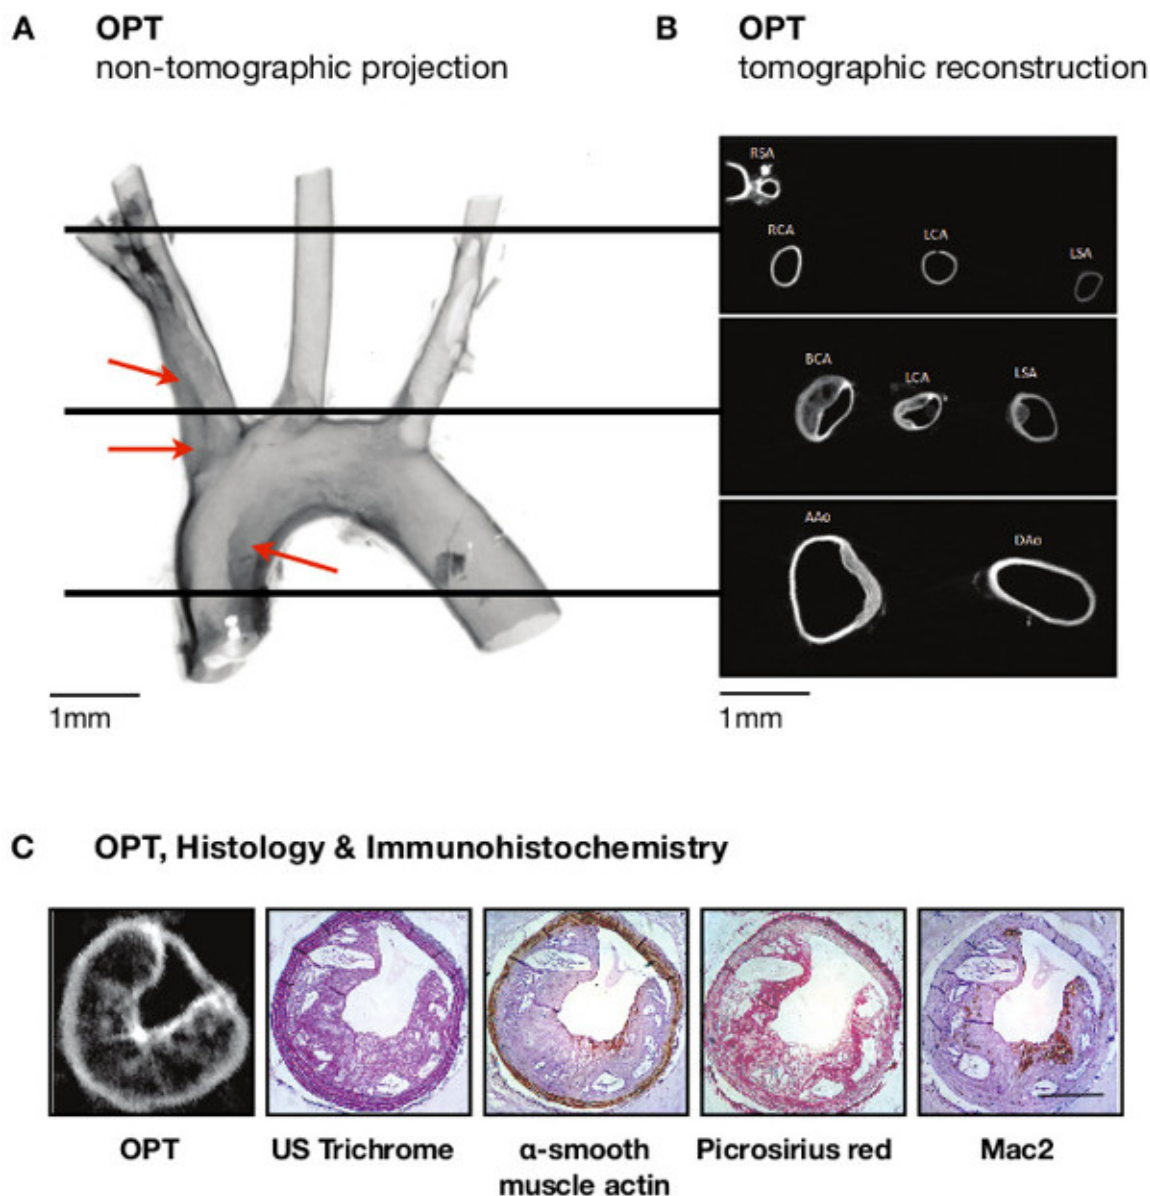 A OPT
non-tomographic projection
B OPT
tomographic reconstruction
RSA
RCA LCA LSA
BCA LCA LSA
AAo DAo
1mm
1mm
C OPT, Histology & Immunohistochemistry
OPT
US Trichrome
α-smooth
muscle actin
Picrosirius red
Mac2